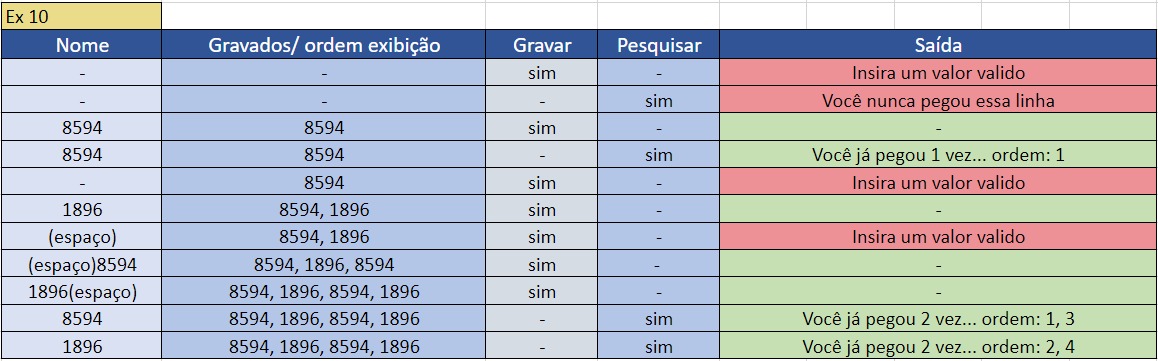 Ex 10
Nome Gravados/ ordem exibição Gravar Pesquisar Saída
- - sim - Insira um valor valido
- - - sim Você nunca pegou essa linha
8594 8594 sim - -
8594 8594 - sim Você já pegou 1 vez... ordem: 1
- 8594 sim - Insira um valor valido
1896 8594, 1896 sim - -
(espaço) 8594, 1896 sim - Insira um valor valido
(espaço)8594 8594, 1896, 8594 sim - -
1896(espaço) 8594, 1896, 8594, 1896 sim - -
8594 8594, 1896, 8594, 1896 - sim Você já pegou 2 vez... ordem: 1, 3
1896 8594, 1896, 8594, 1896 - sim Você já pegou 2 vez... ordem: 2, 4